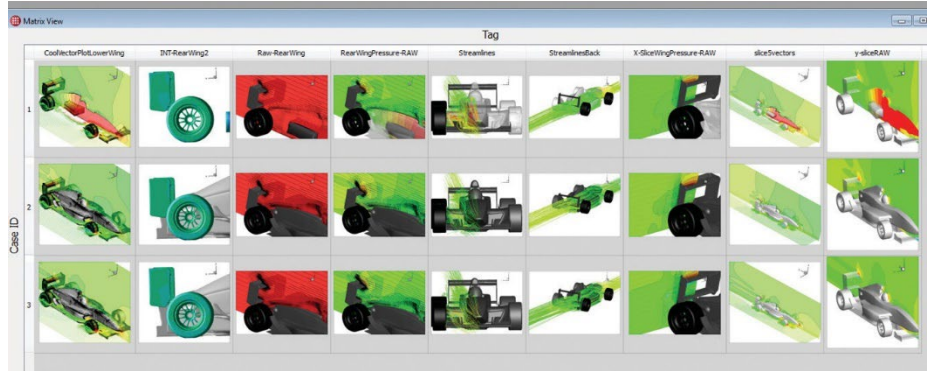 Matrix View
Tag
CoolVectorPlotLowerWing INT-RearWing2 Raw-RearWing RearWingPressure-RAW Streamlines StreamlinesBack X-SliceWingPressure-RAW slice5vectors y-sliceRAW
Case ID
1
2
3